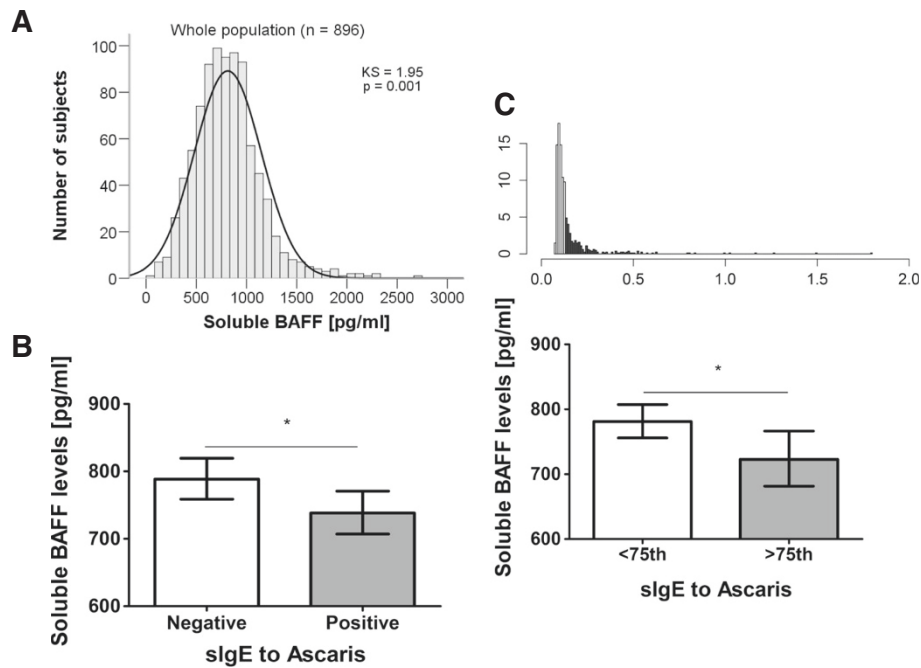 A
Whole population (n = 896)
KS = 1.95
p = 0.001
Number of subjects
100
80
60
40
20
0
0 500 1000 1500 2000 2500 3000
Soluble BAFF [pg/ml]
B
Soluble BAFF levels [pg/ml]
900
800
700
600
*
Negative Positive
sIgE to Ascaris
C
15
10
5
0
0.0 0.5 1.0 1.5 2.0
Soluble BAFF levels [pg/ml]
900
800
700
600
*
<75th >75th
sIgE to Ascaris